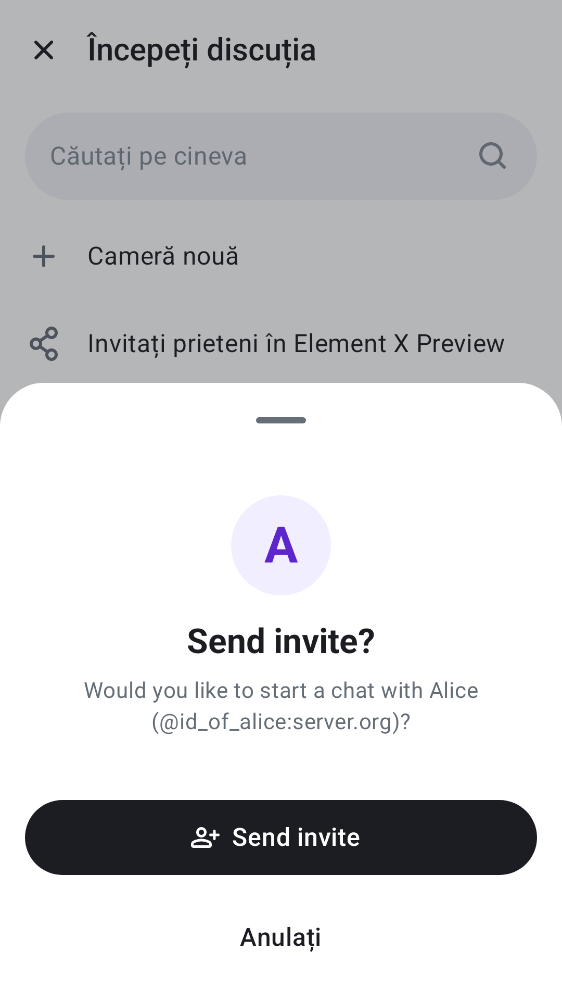 Începeți discuția
Căutați pe cineva
Cameră nouă
Invitați prieteni în Element X Preview
A
Send invite?
Would you like to start a chat with Alice
(@id_of_alice:server.org)?
Send invite
Anulați